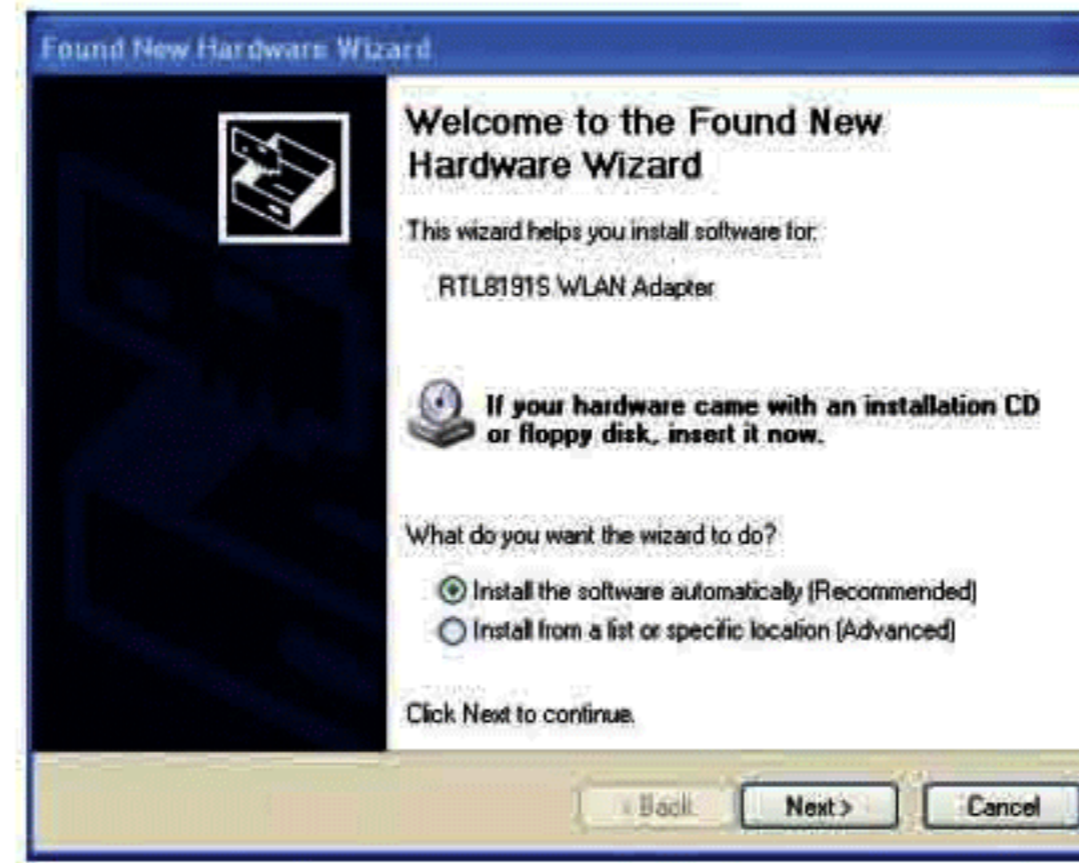 Found New Hardware Wizard
Welcome to the Found New
Hardware Wizard
This wizard helps you install software for:
RTL8191S WLAN Adapter
If your hardware came with an installation CD
or floppy disk, insert it now.
What do you want the wizard to do?
Install the software automatically (Recommended)
Install from a list or specific location (Advanced)
Click Next to continue.
< Back Next > Cancel